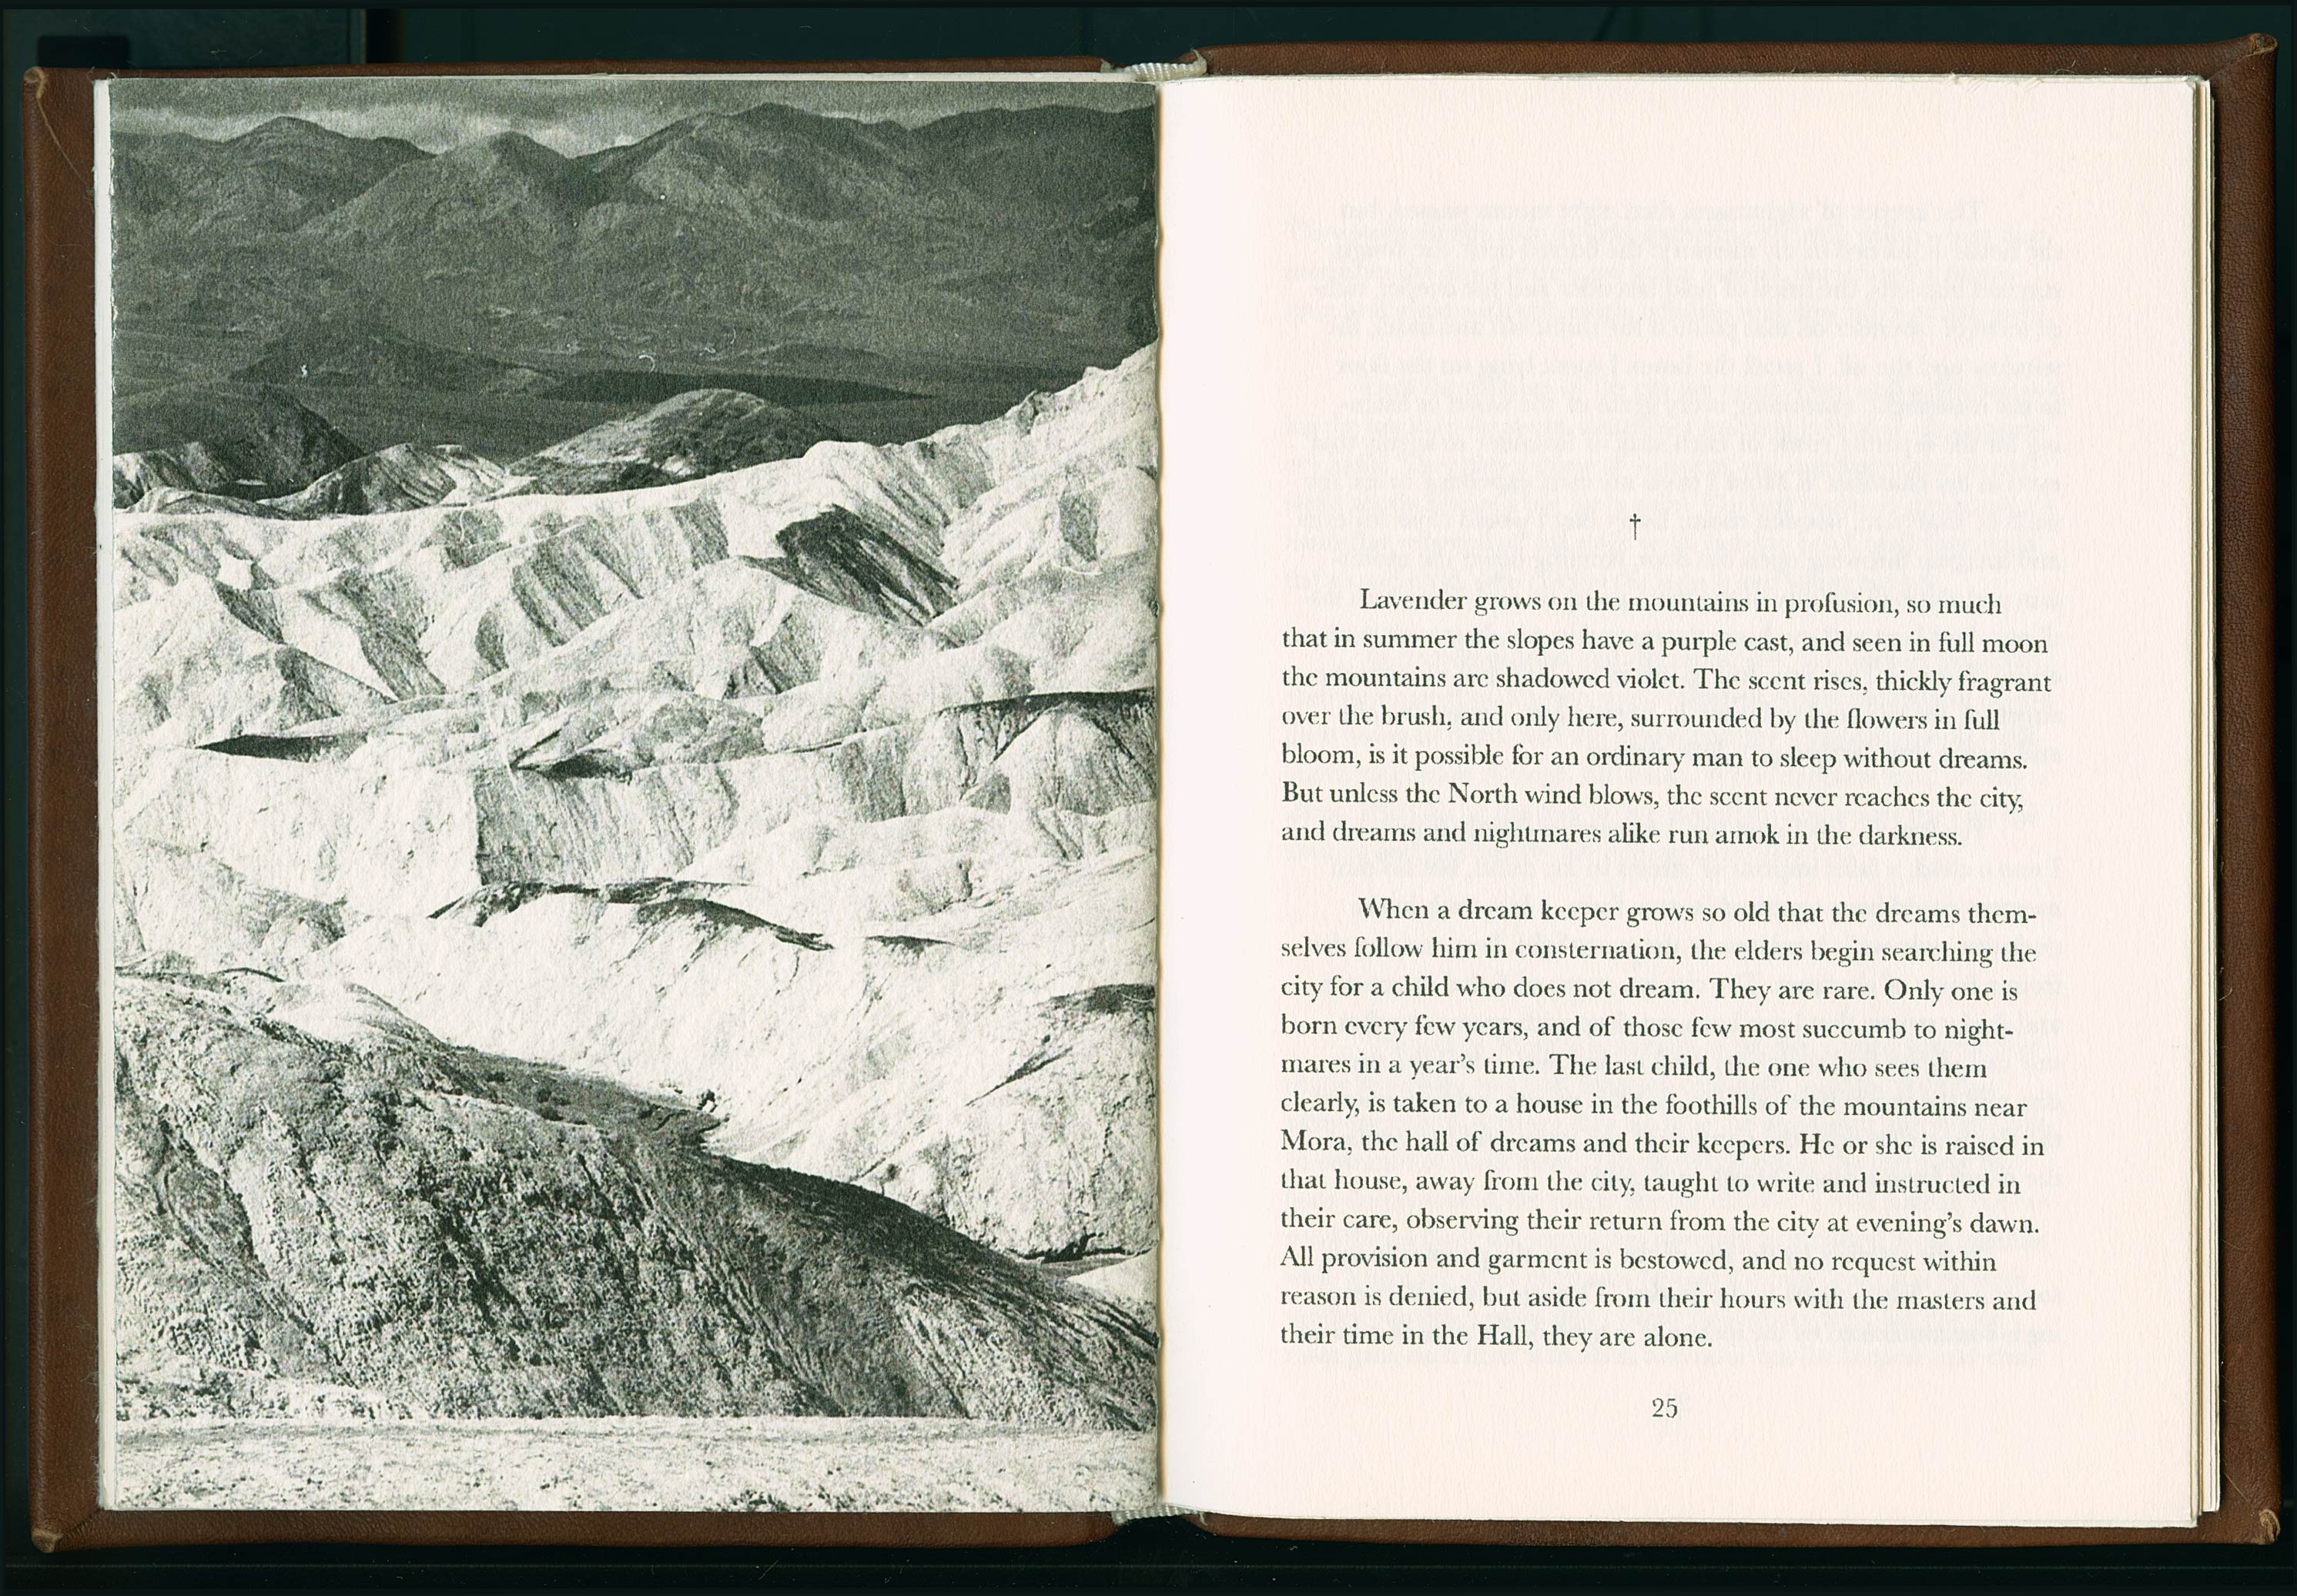 †
Lavender grows on the mountains in profusion, so much
that in summer the slopes have a purple cast, and seen in full moon
the mountains are shadowed violet. The scent rises, thickly fragrant
over the brush, and only here, surrounded by the flowers in full
bloom, is it possible for an ordinary man to sleep without dreams.
But unless the North wind blows, the scent never reaches the city,
and dreams and nightmares alike run amok in the darkness.
When a dream keeper grows so old that the dreams them-
selves follow him in consternation, the elders begin searching the
city for a child who does not dream. They are rare. Only one is
born every few years, and of those few most succumb to night-
mares in a year's time. The last child, the one who sees them
clearly, is taken to a house in the foothills of the mountains near
Mora, the hall of dreams and their keepers. He or she is raised in
that house, away from the city, taught to write and instructed in
their care, observing their return from the city at evening's dawn.
All provision and garment is bestowed, and no request within
reason is denied, but aside from their hours with the masters and
their time in the Hall, they are alone.
25